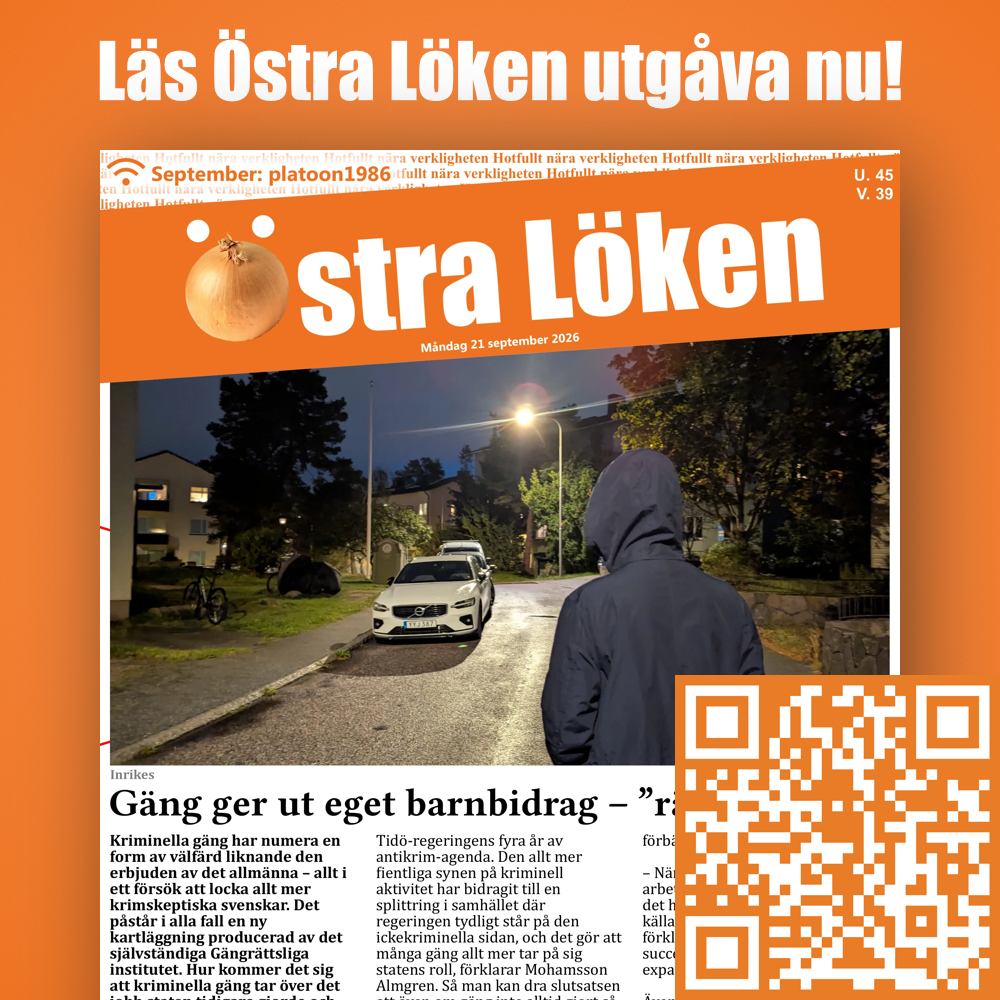 Läs Östra Löken utgåva nu!
ligheten Hotfullt nära verkligheten Hotfullt nära verkligheten Hotfullt nära verkligheten Hotfullt
September: platoon1986
U. 45
V. 39
Östra Löken
Måndag 21 september 2026
Inrikes
Gäng ger ut eget barnbidrag – ”r
Kriminella gäng har numera en
form av välfärd liknande den
erbjuden av det allmänna – allt i
ett försök att locka allt mer
krimskeptiska svenskar. Det
påstår i alla fall en ny
kartläggning producerad av det
självständiga Gängrättsliga
institutet. Hur kommer det sig
att kriminella gäng tar över det
Tidö-regeringens fyra år av
antikrim-agenda. Den allt mer
fientliga synen på kriminell
aktivitet har bidragit till en
splittring i samhället där
regeringen tydligt står på den
ickekriminella sidan, och det gör att
många gäng allt mer tar på sig
statens roll, förklarar Mohamsson
Almgren. Så man kan dra slutsatsen
förbä
– När
arbe
det h
källa
förkl
succe
expa